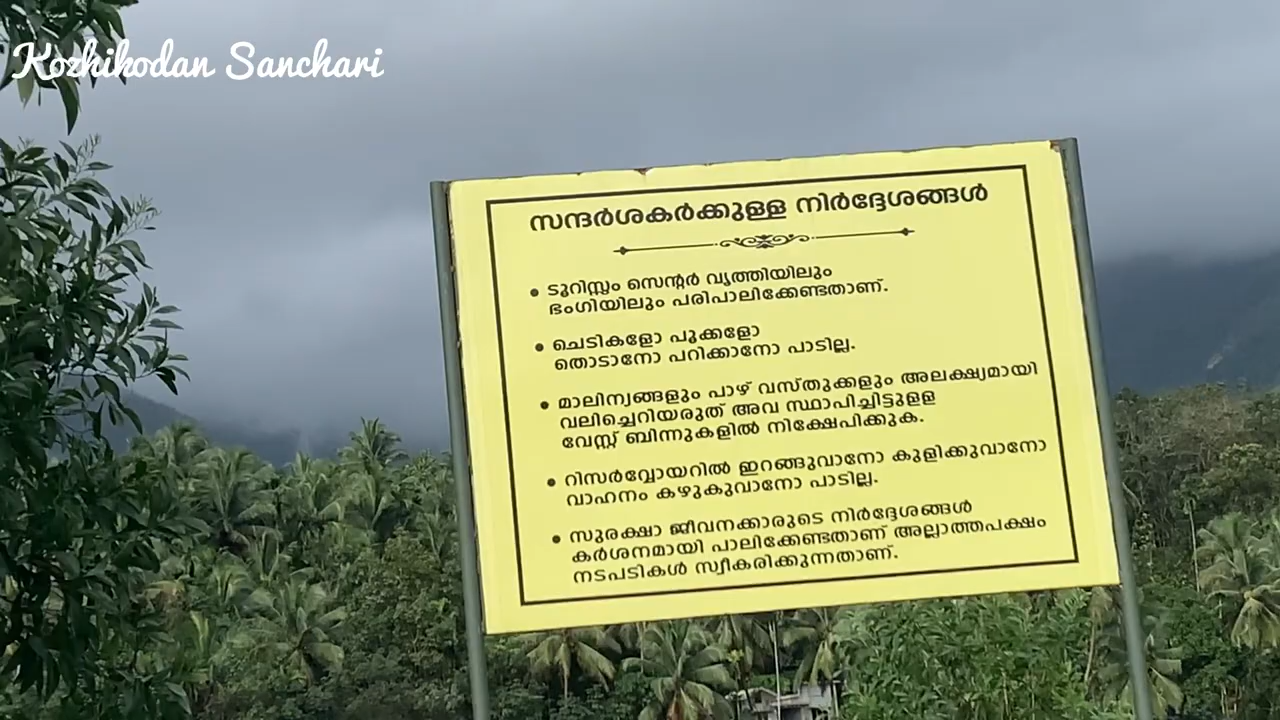 Kozhikodan Sanchari
സന്ദർശകർക്കുള്ള നിർദ്ദേശങ്ങൾ
• ടൂറിസ്റ്റം സെന്റർ വൃത്തിയിലും
ഭംഗിയിലും പരിപാലിക്കേണ്ടതാണ്.
• ചെടികളോ പൂക്കളോ
തൊടാനോ പറിക്കാനോ പാടില്ല.
• മാലിന്യങ്ങളും പാഴ് വസ്തുക്കളും അലക്ഷ്യമായി
വലിച്ചെറിയരുത് അവ സ്ഥാപിച്ചിട്ടുളള
വേസ്റ്റ് ബിന്നുകളിൽ നിക്ഷേപിക്കുക.
• റിസർവ്വോയറിൽ ഇറങ്ങുവാനോ കുളിക്കുവാനോ
വാഹനം കഴുകുവാനോ പാടില്ല.
• സുരക്ഷാ ജീവനക്കാരുടെ നിർദ്ദേശങ്ങൾ
കർശനമായി പാലിക്കേണ്ടതാണ് അല്ലാത്തപക്ഷം
നടപടികൾ സ്വീകരിക്കുന്നതാണ്.